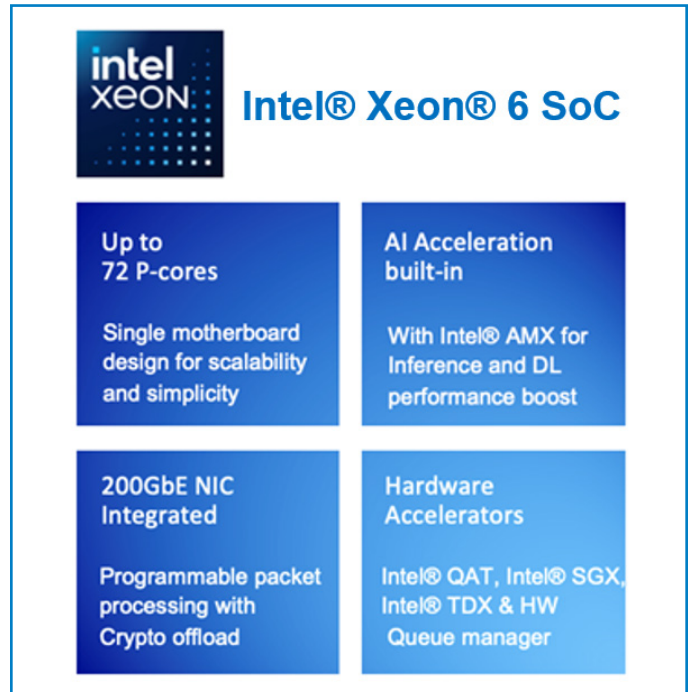 intel
xeon
Intel® Xeon® 6 SoC
Up to
72 P-cores
Single motherboard
design for scalability
and simplicity
AI Acceleration
built-in
With Intel® AMX for
Inference and DL
performance boost
200GbE NIC
Integrated
Programmable packet
processing with
Crypto offload
Hardware
Accelerators
Intel® QAT, Intel® SGX,
Intel® TDX & HW
Queue manager